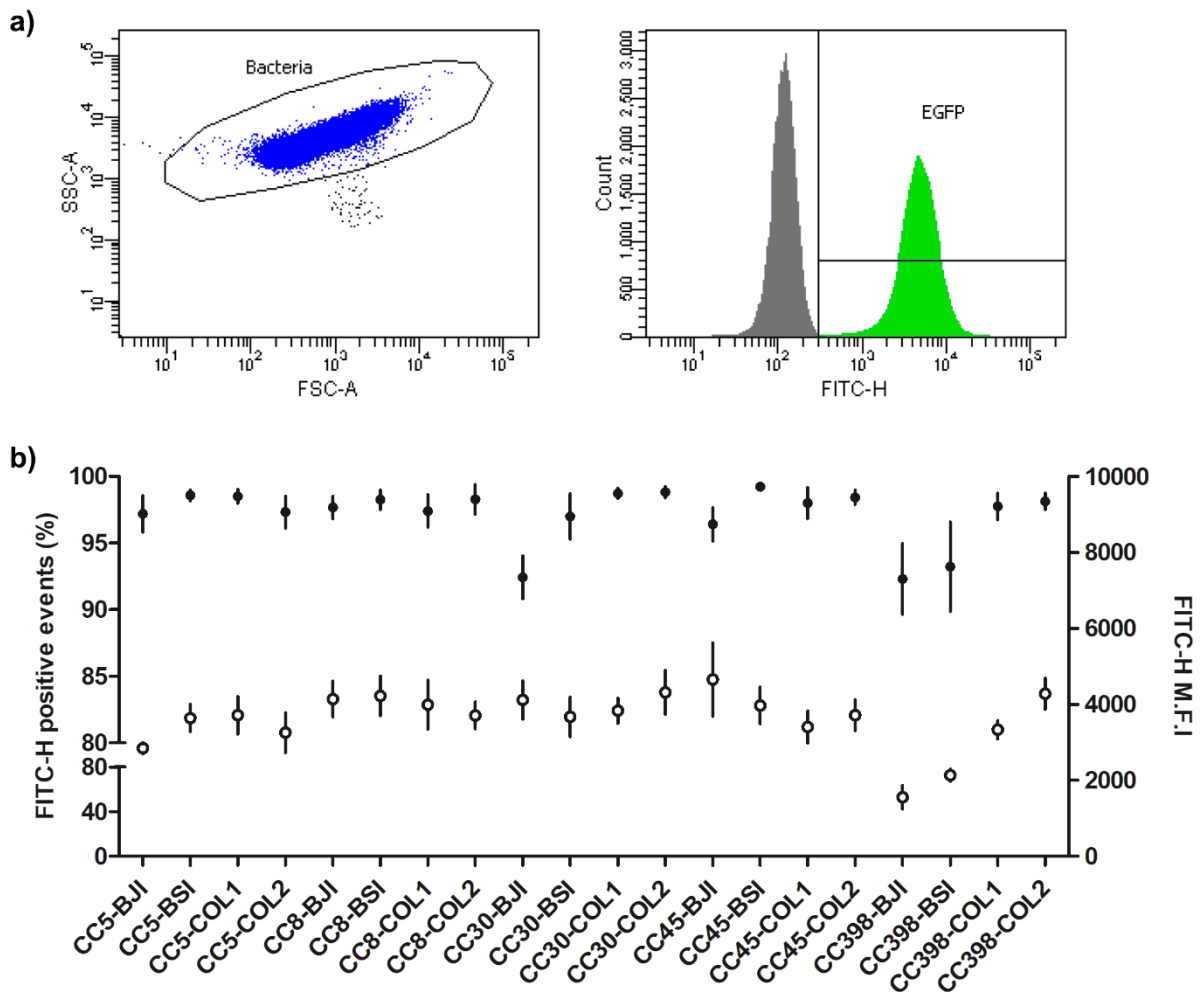 a)
Bacteria
SSC-A
10^5
10^4
10^3
10^2
10^1
10^1 10^2 10^3 10^4 10^5
FSC-A
EGFP
Count
3,000
2,500
2,000
1,500
1,000
500
0
10^1 10^2 10^3 10^4 10^5
FITC-H
b)
FITC-H positive events (%)
100
95
90
85
80
80
40
0
10000
8000
6000
4000
2000
0
FITC-H M.F.I
CC5-BJI
CC5-BSI
CC5-COL1
CC5-COL2
CC8-BJI
CC8-BSI
CC8-COL1
CC8-COL2
CC30-BJI
CC30-BSI
CC30-COL1
CC30-COL2
CC45-BJI
CC45-BSI
CC45-COL1
CC45-COL2
CC398-BJI
CC398-BSI
CC398-COL1
CC398-COL2